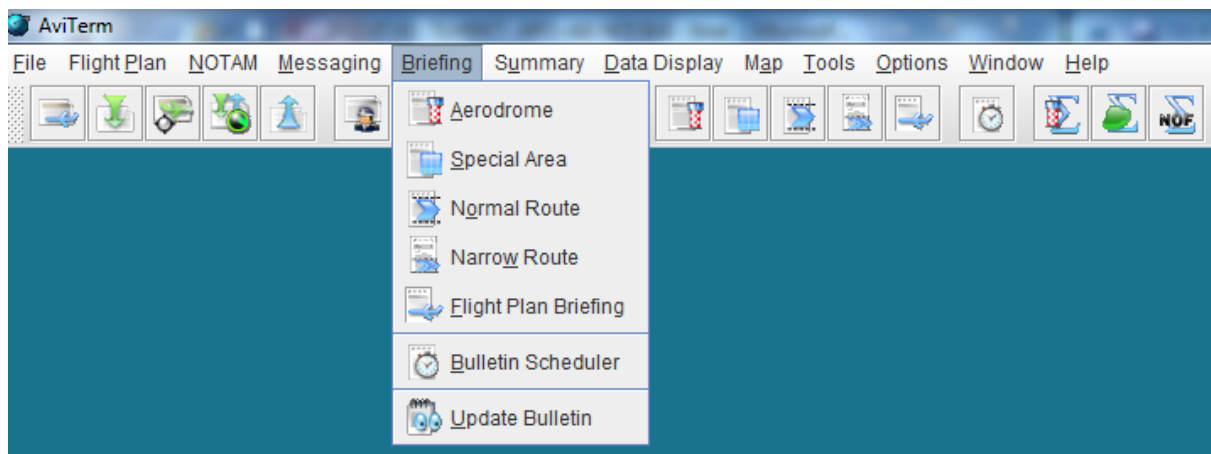 AviTerm
File Flight Plan NOTAM Messaging Briefing Summary Data Display Map Tools Options Window Help
NOF
Aerodrome
Special Area
Normal Route
Narrow Route
Flight Plan Briefing
Bulletin Scheduler
Update Bulletin